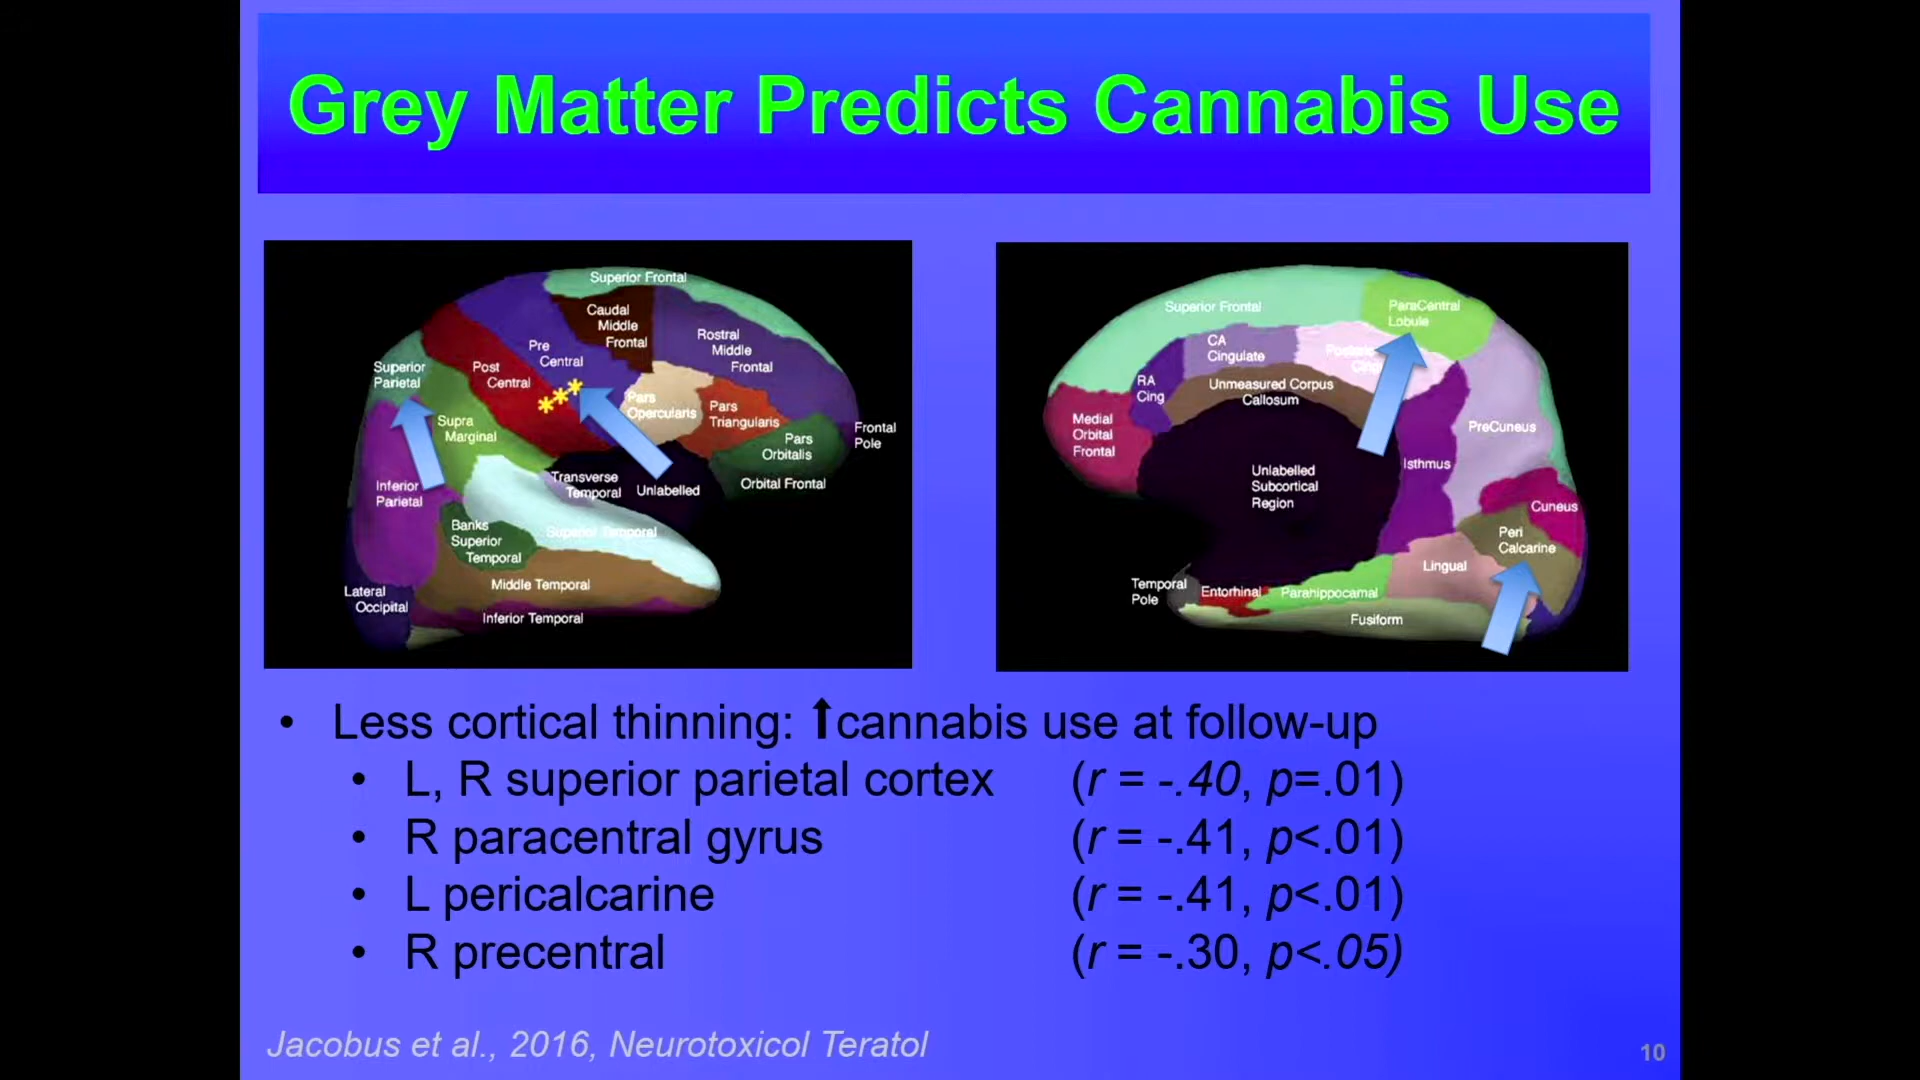 Grey Matter Predicts Cannabis Use
Superior Frontal
Caudal
Middle
Frontal
Rostral
Middle
Frontal
Pre
Central
Post
Central
Superior
Parietal
***
Pars
Opercularis
Pars
Triangularis
Supra
Marginal
Pars
Orbitalis
Frontal
Pole
Transverse
Temporal
Unlabelled
Orbital Frontal
Inferior
Parietal
Banks
Superior
Temporal
Superior Temporal
Middle Temporal
Lateral
Occipital
Inferior Temporal
Superior Frontal
ParaCentral
Lobule
CA
Cingulate
RA
Cing
Unmeasured Corpus
Callosum
Medial
Orbital
Frontal
PreCuneus
Isthmus
Unlabelled
Subcortical
Region
Cuneus
Peri
Calcarine
Lingual
Temporal
Pole
Entorhinal
Parahippocampal
Fusiform
• Less cortical thinning: ⬆cannabis use at follow-up
• L, R superior parietal cortex (r = -.40, p=.01)
• R paracentral gyrus (r = -.41, p<.01)
• L pericalcarine (r = -.41, p<.01)
• R precentral (r = -.30, p<.05)
Jacobus et al., 2016, Neurotoxicol Teratol
10